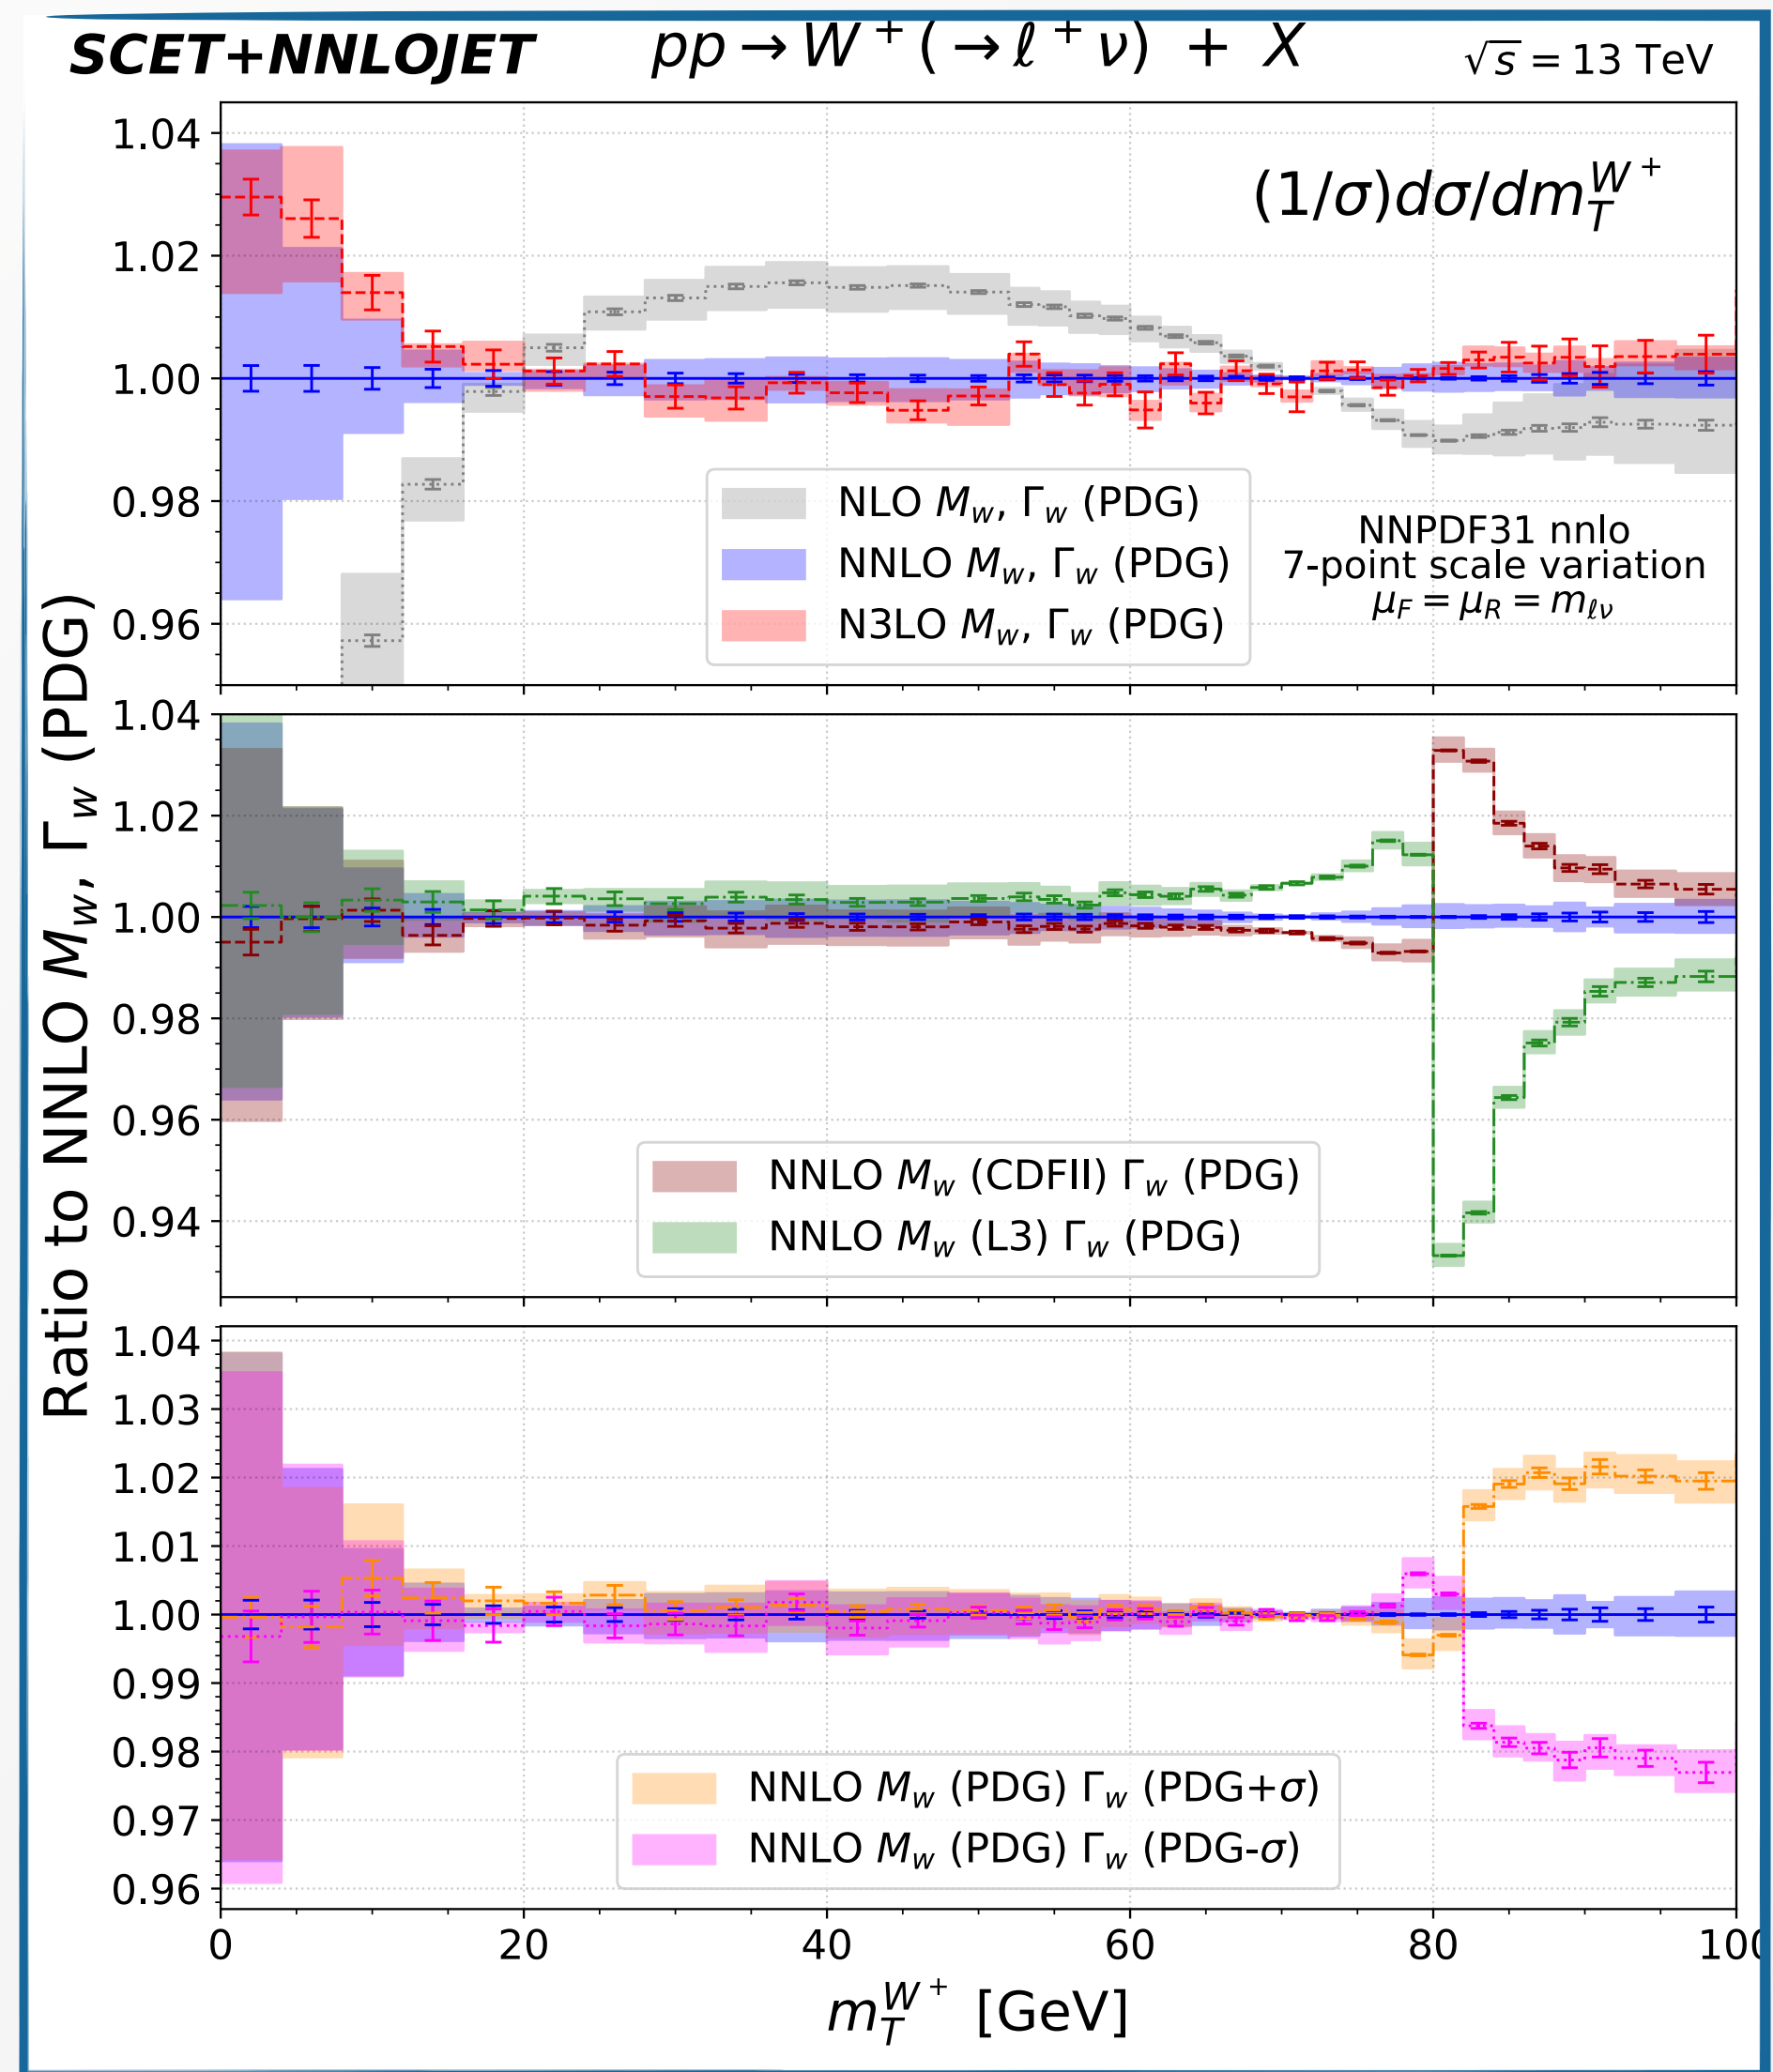 SCET+NNLOJET pp → W⁺(→ ℓ⁺ν) + X √s = 13 TeV
Ratio to NNLO M_w, Γ_w (PDG)
1.04
1.02
1.00
0.98
0.96
(1/σ)dσ/dm_T^{W⁺}
NLO M_w, Γ_w (PDG)
NNLO M_w, Γ_w (PDG)
N3LO M_w, Γ_w (PDG)
NNPDF31 nnlo
7-point scale variation
μ_F = μ_R = m_{ℓν}
1.04
1.02
1.00
0.98
0.96
0.94
NNLO M_w (CDFII) Γ_w (PDG)
NNLO M_w (L3) Γ_w (PDG)
1.04
1.03
1.02
1.01
1.00
0.99
0.98
0.97
0.96
NNLO M_w (PDG) Γ_w (PDG+σ)
NNLO M_w (PDG) Γ_w (PDG-σ)
0 20 40 60 80 100
m_T^{W⁺} [GeV]